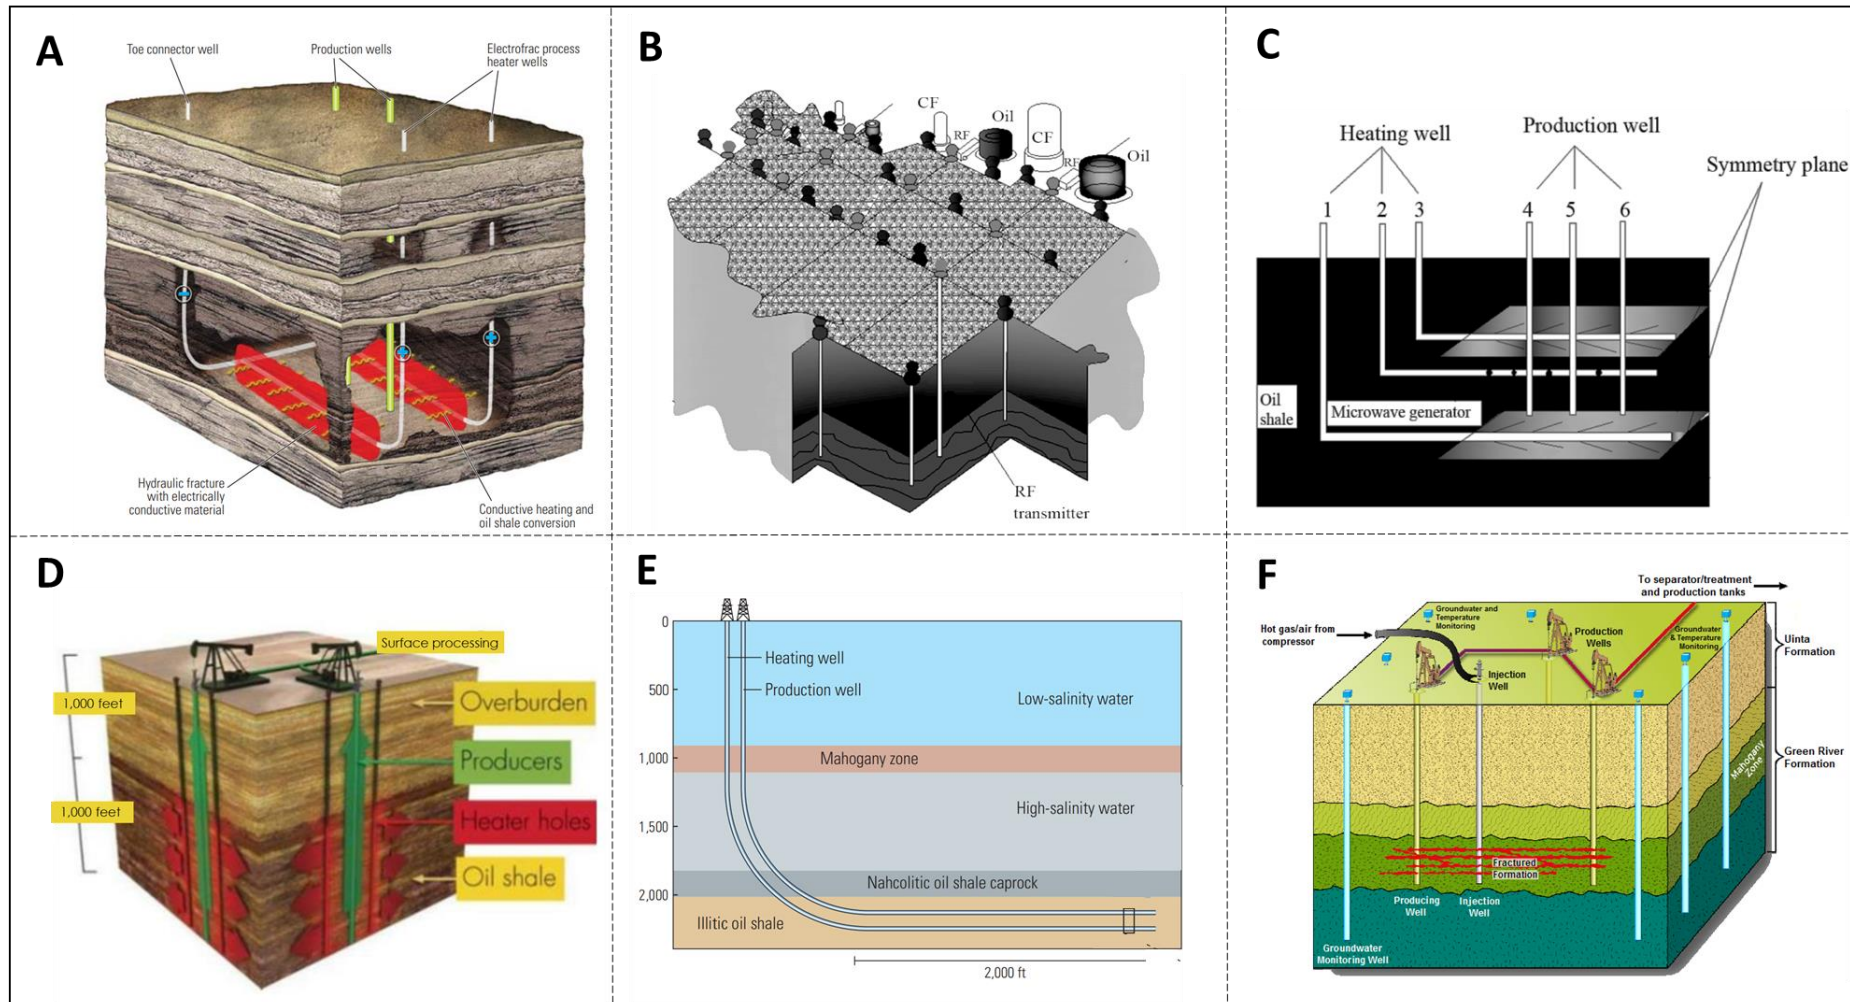 A
Toe connector well
Production wells
Electrofrac process
heater wells
Hydraulic fracture
with electrically
conductive material
Conductive heating and
oil shale conversion
B
CF
Oil
RF
CF
RF
Oil
RF
transmitter
C
Heating well
Production well
Symmetry plane
1
2
3
4
5
6
Oil
shale
Microwave generator
D
Surface processing
1,000 feet
Overburden
Producers
1,000 feet
Heater holes
Oil shale
E
0
Heating well
500
Production well
Low-salinity water
1,000
Mahogany zone
High-salinity water
1,500
Nahcolitic oil shale caprock
2,000
Illitic oil shale
2,000 ft
F
To separator/treatment
and production tanks
Groundwater and
Temperature
Monitoring
Hot gas/air from
compressor
Production
Wells
Groundwater
& Temperature
Monitoring
Uinta
Formation
Injection
Well
Green River
Formation
Mahogany
Zone
Fractured
Formation
Producing
Well
Injection
Well
Groundwater
Monitoring Well